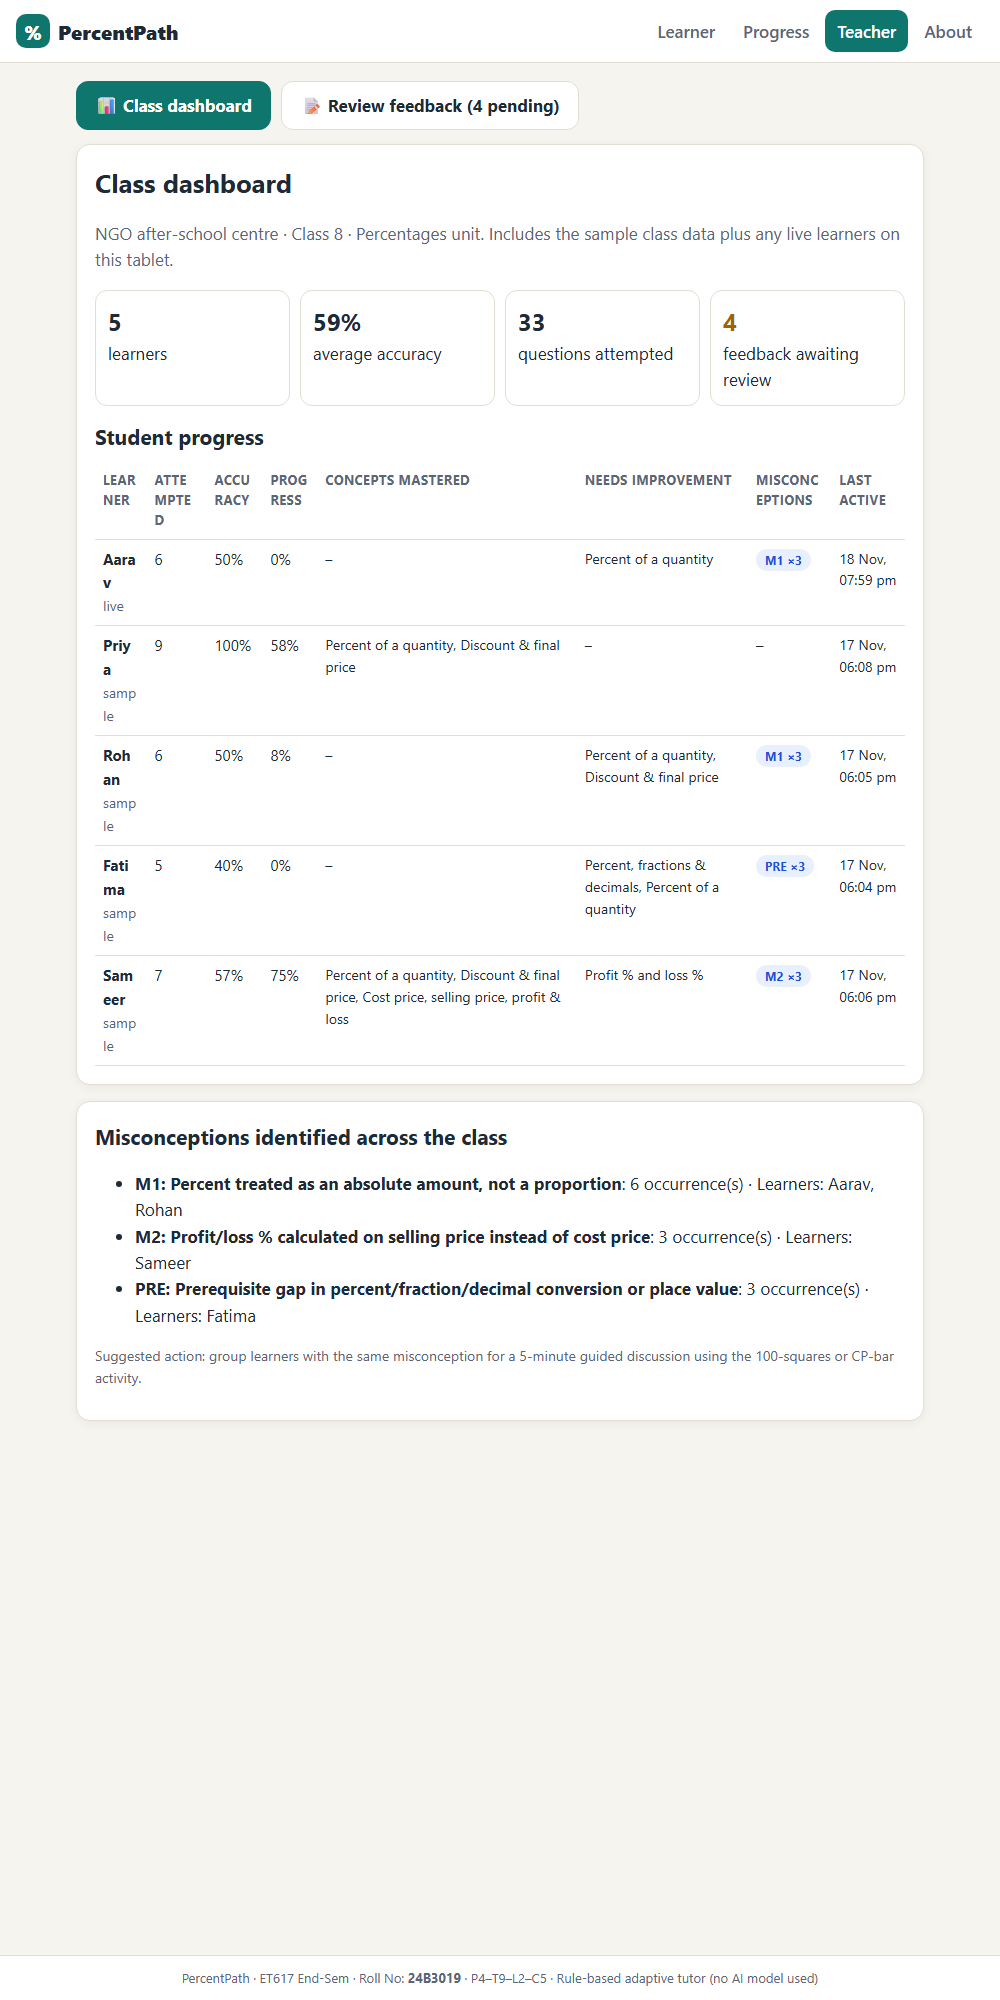 % PercentPath Learner Progress Teacher About
Class dashboard Review feedback (4 pending)
Class dashboard
NGO after-school centre · Class 8 · Percentages unit. Includes the sample class data plus any live learners on
this tablet.
5 59% 33 4
learners average accuracy questions attempted feedback awaiting
review
Student progress
LEAR ATTE ACCU PROG CONCEPTS MASTERED NEEDS IMPROVEMENT MISCONC LAST
NER MPTE RACY RESS EPTIONS ACTIVE
D
Aara 6 50% 0% – Percent of a quantity M1 ×3 18 Nov,
v 07:59 pm
live
Priy 9 100% 58% Percent of a quantity, Discount & final – – 17 Nov,
a price 06:08 pm
samp
le
Roh 6 50% 8% – Percent of a quantity, M1 ×3 17 Nov,
an Discount & final price 06:05 pm
samp
le
Fati 5 40% 0% – Percent, fractions & PRE ×3 17 Nov,
ma decimals, Percent of a 06:04 pm
samp quantity
le
Sam 7 57% 75% Percent of a quantity, Discount & final Profit % and loss % M2 ×3 17 Nov,
eer price, Cost price, selling price, profit & 06:06 pm
samp loss
le
Misconceptions identified across the class
• M1: Percent treated as an absolute amount, not a proportion: 6 occurrence(s) · Learners: Aarav,
Rohan
• M2: Profit/loss % calculated on selling price instead of cost price: 3 occurrence(s) · Learners:
Sameer
• PRE: Prerequisite gap in percent/fraction/decimal conversion or place value: 3 occurrence(s) ·
Learners: Fatima
Suggested action: group learners with the same misconception for a 5-minute guided discussion using the 100-squares or CP-bar
activity.
PercentPath · ET617 End-Sem · Roll No: 24B3019 · P4–T9–L2–C5 · Rule-based adaptive tutor (no AI model used)